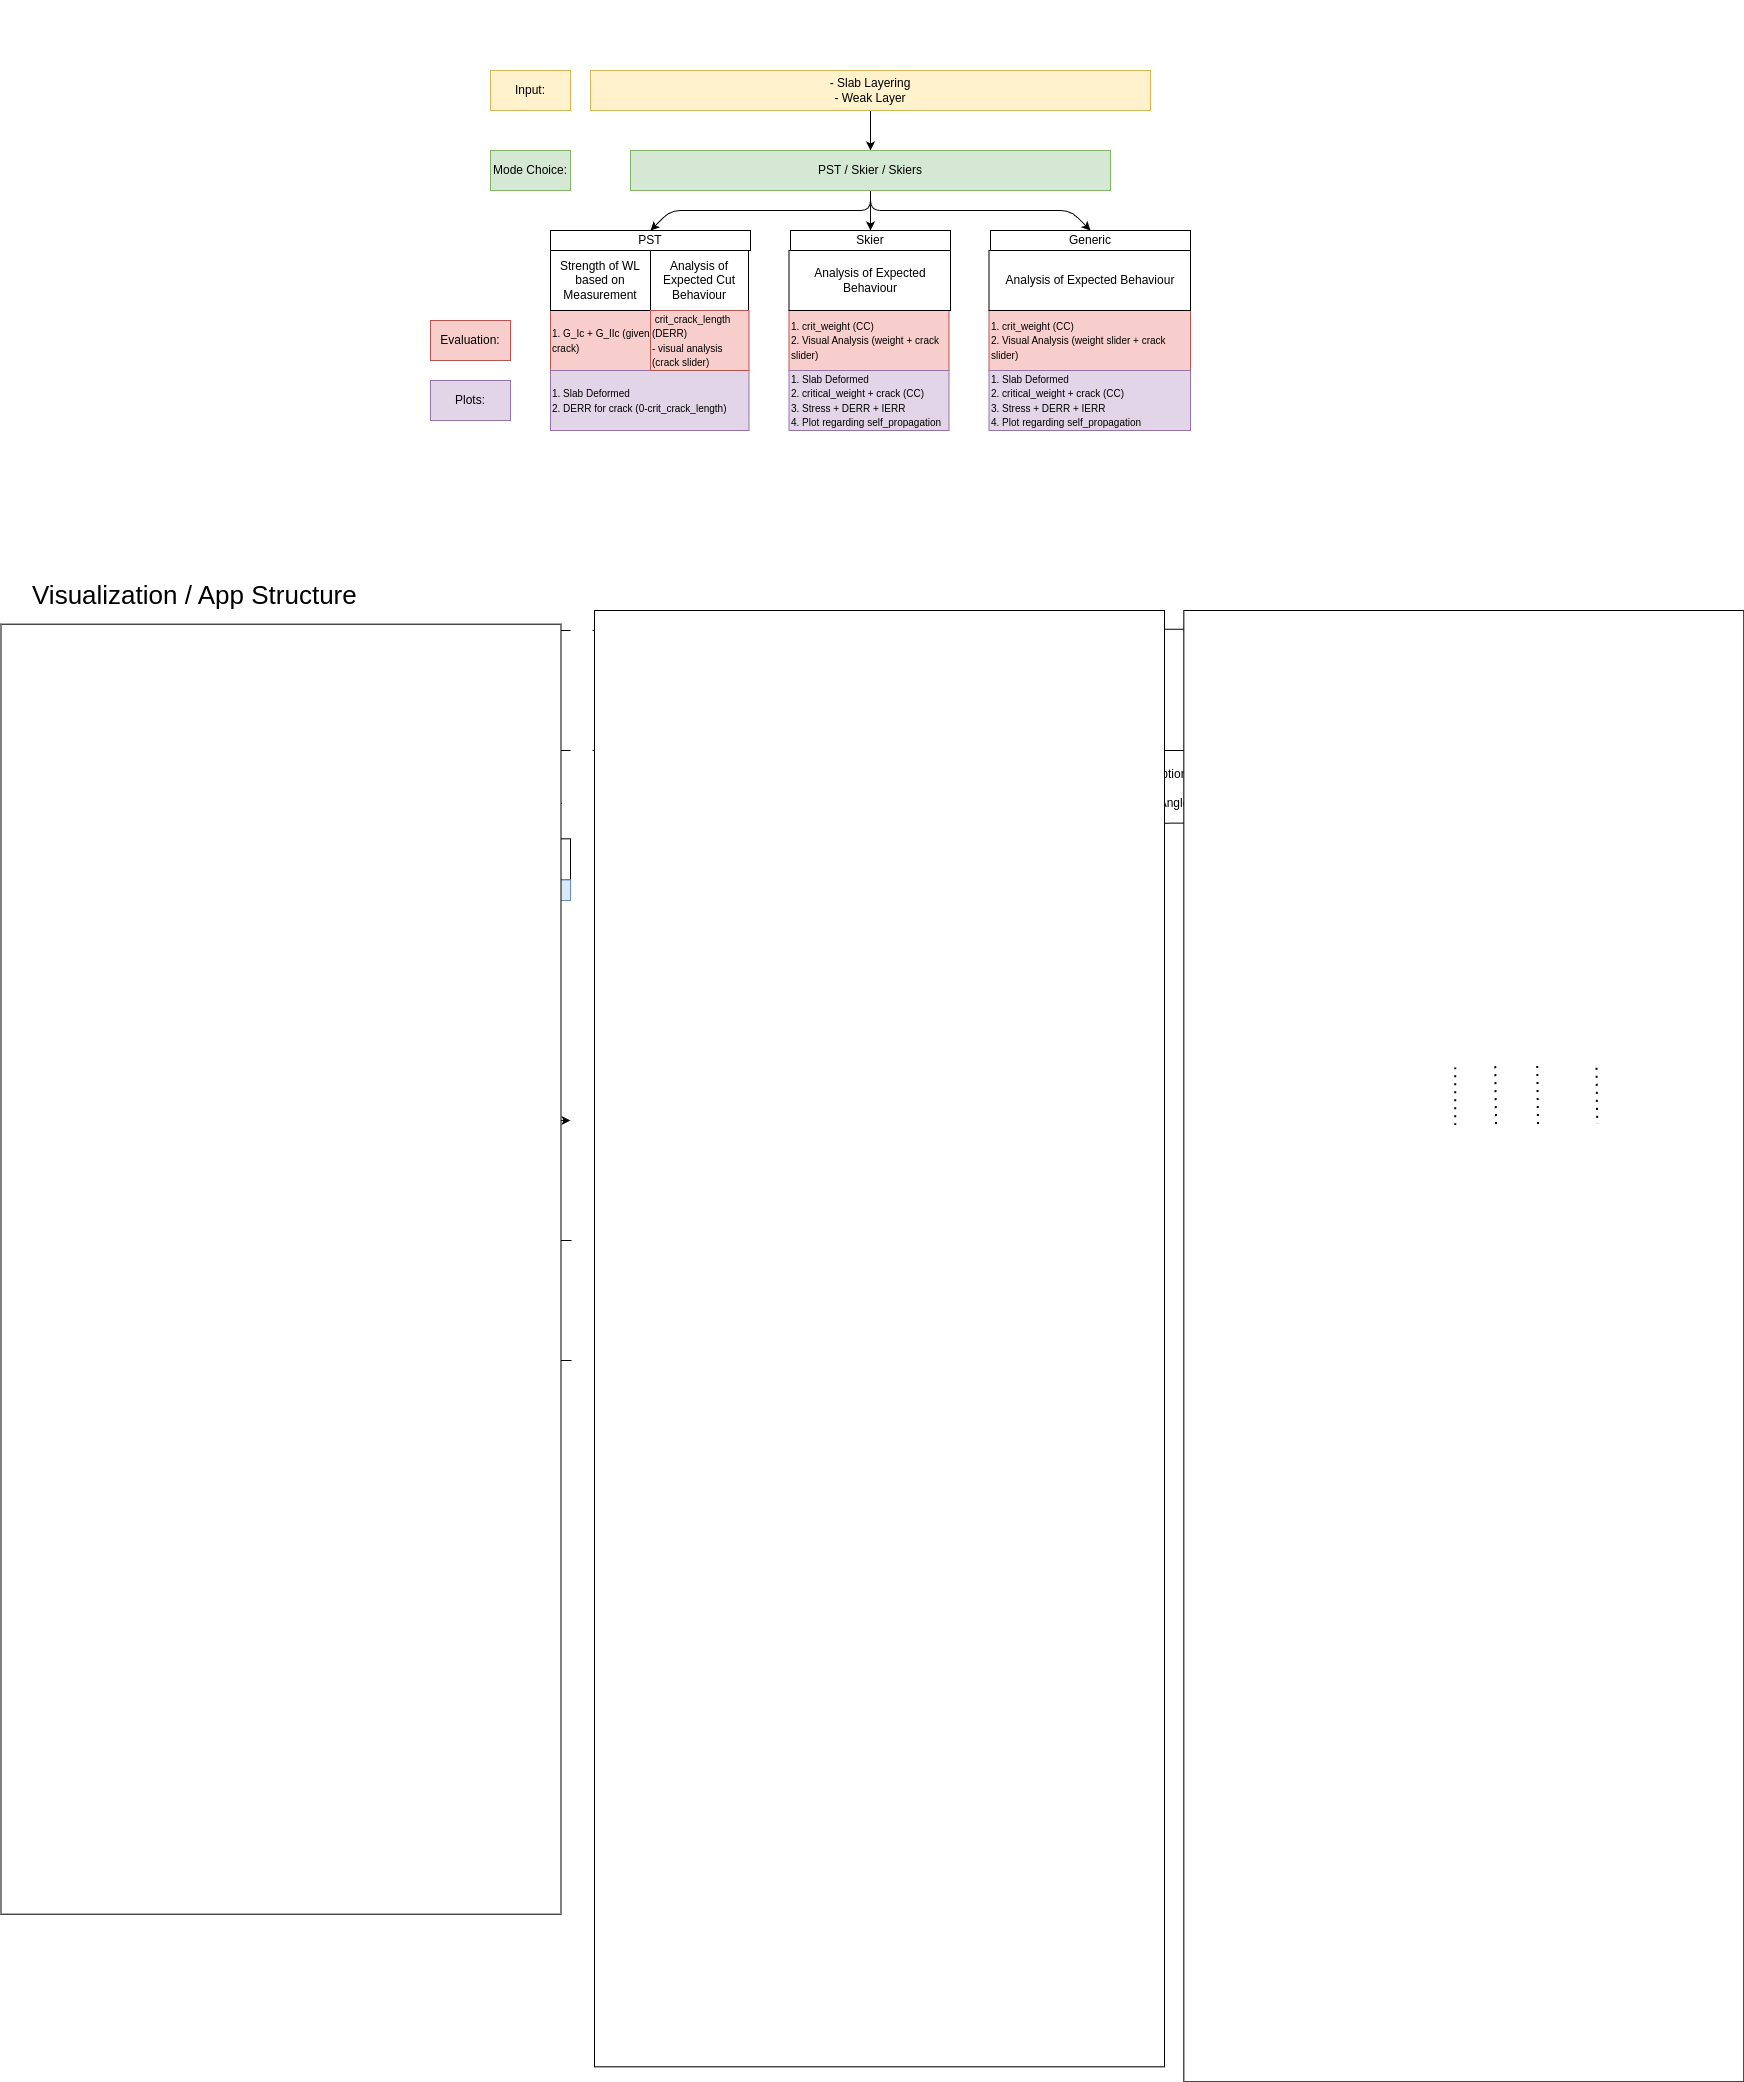 Input:
- Slab Layering
- Weak Layer
Mode Choice:
PST / Skier / Skiers
PST
Skier
Generic
Strength of WL
based on
Measurement
Analysis of
Expected Cut
Behaviour
Analysis of Expected
Behaviour
Analysis of Expected Behaviour
Evaluation:
1. G_Ic + G_IIc (given
crack)
crit_crack_length
(DERR)
- visual analysis
(crack slider)
1. crit_weight (CC)
2. Visual Analysis (weight + crack
slider)
1. crit_weight (CC)
2. Visual Analysis (weight slider + crack
slider)
Plots:
1. Slab Deformed
2. DERR for crack (0-crit_crack_length)
1. Slab Deformed
2. critical_weight + crack (CC)
3. Stress + DERR + IERR
4. Plot regarding self_propagation
1. Slab Deformed
2. critical_weight + crack (CC)
3. Stress + DERR + IERR
4. Plot regarding self_propagation
Visualization / App Structure